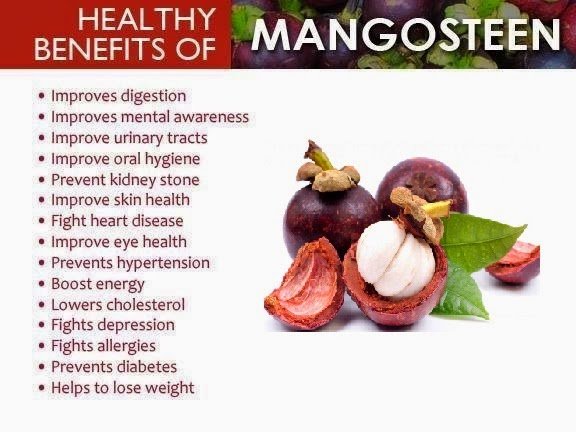 HEALTHY
BENEFITS OF
MANGOSTEEN
• Improves digestion
• Improves mental awareness
• Improve urinary tracts
• Improve oral hygiene
• Prevent kidney stone
• Improve skin health
• Fight heart disease
• Improve eye health
• Prevents hypertension
• Boost energy
• Lowers cholesterol
• Fights depression
• Fights allergies
• Prevents diabetes
• Helps to lose weight